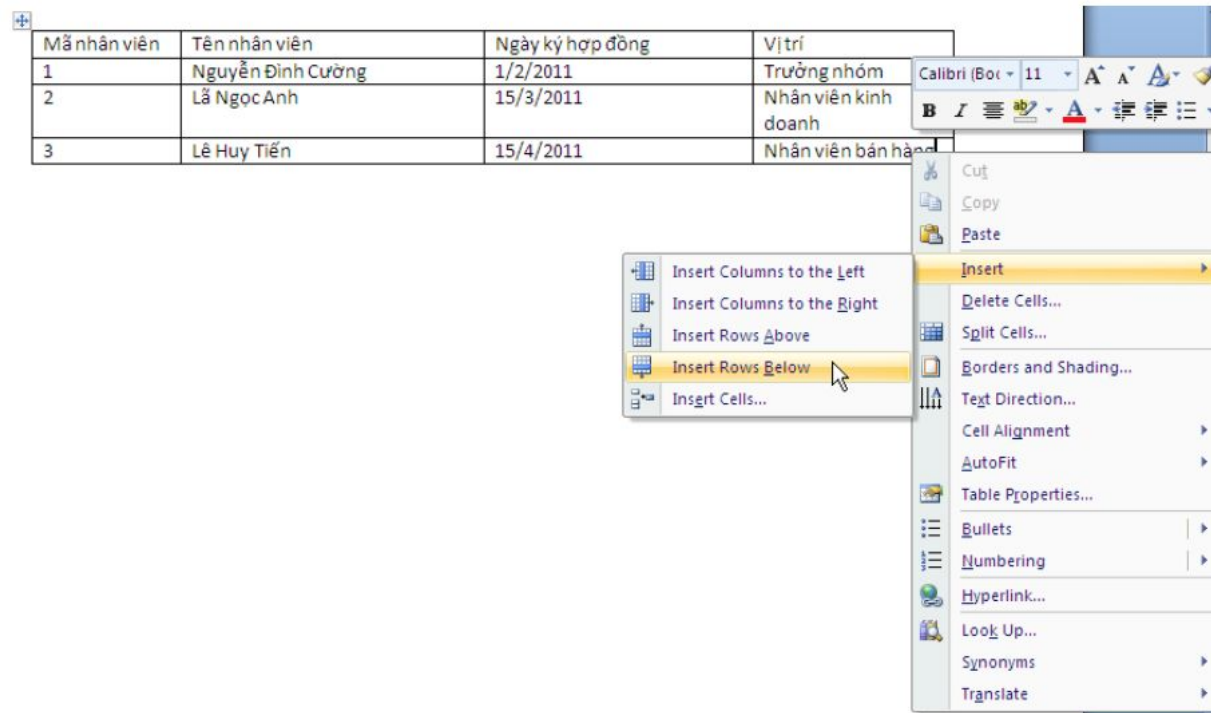 Mã nhân viên Tên nhân viên Ngày ký hợp đồng Vị trí
1 Nguyễn Đình Cường 1/2/2011 Trưởng nhóm
2 Lã Ngọc Anh 15/3/2011 Nhân viên kinh
doanh
3 Lê Huy Tiến 15/4/2011 Nhân viên bán hàng
Calibri (Boc 11 A A A
B I ab A
Cut
Copy
Paste
Insert
Delete Cells...
Split Cells...
Borders and Shading...
Text Direction...
Cell Alignment
AutoFit
Table Properties...
Bullets
Numbering
Hyperlink...
Look Up...
Synonyms
Translate
Insert Columns to the Left
Insert Columns to the Right
Insert Rows Above
Insert Rows Below
Insert Cells...